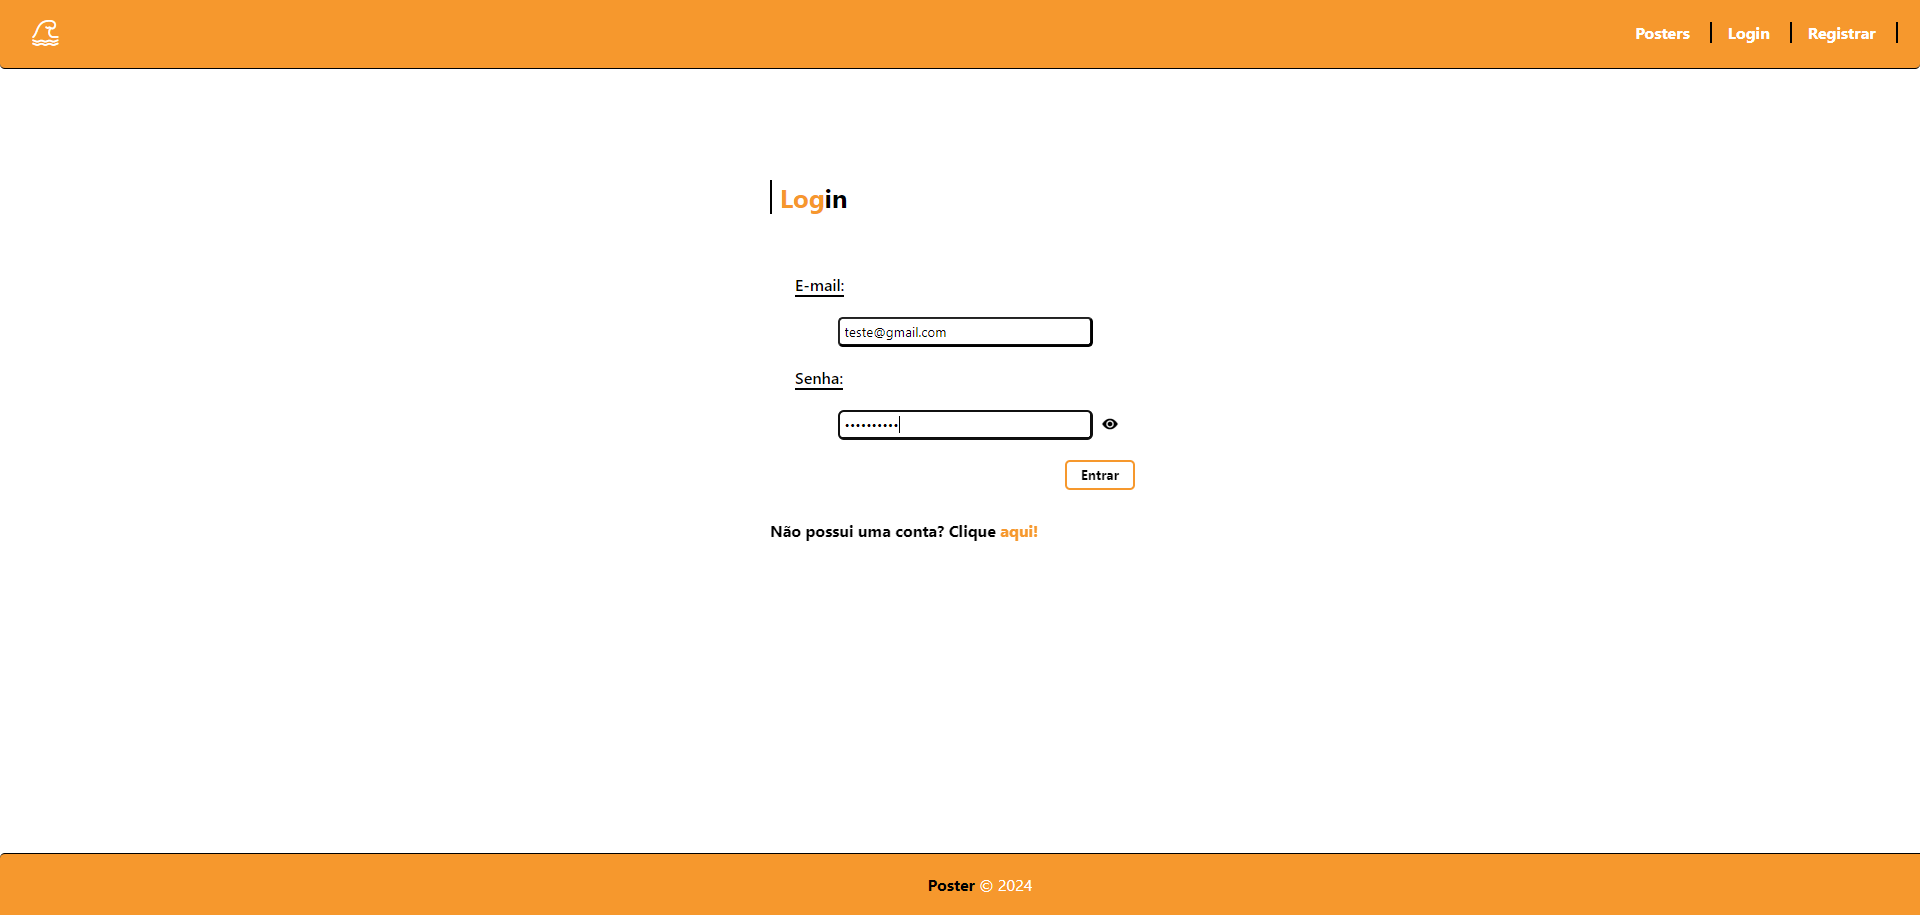 Posters
Login
Registrar
Login
E-mail:
teste@gmail.com
Senha:
••••••••••
Entrar
Não possui uma conta? Clique aqui!
Poster © 2024